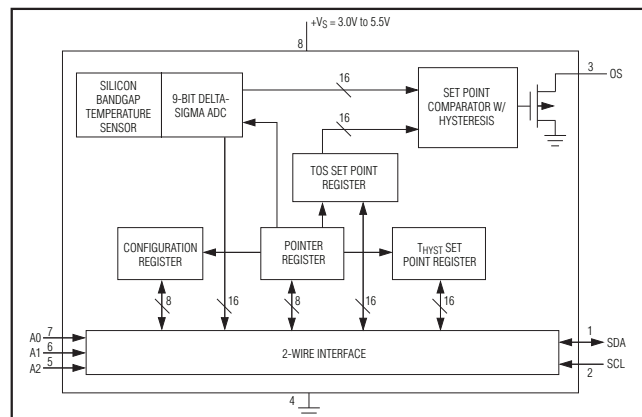 +VS = 3.0V to 5.5V
8
SILICON
BANDGAP
TEMPERATURE
SENSOR
9-BIT DELTA-
SIGMA ADC
16
16
SET POINT
COMPARATOR W/
HYSTERESIS
3
OS
TOS SET POINT
REGISTER
CONFIGURATION
REGISTER
POINTER
REGISTER
THYST SET
POINT REGISTER
8
16
8
16
16
A0
7
A1
6
A2
5
2-WIRE INTERFACE
1
SDA
SCL
2
4